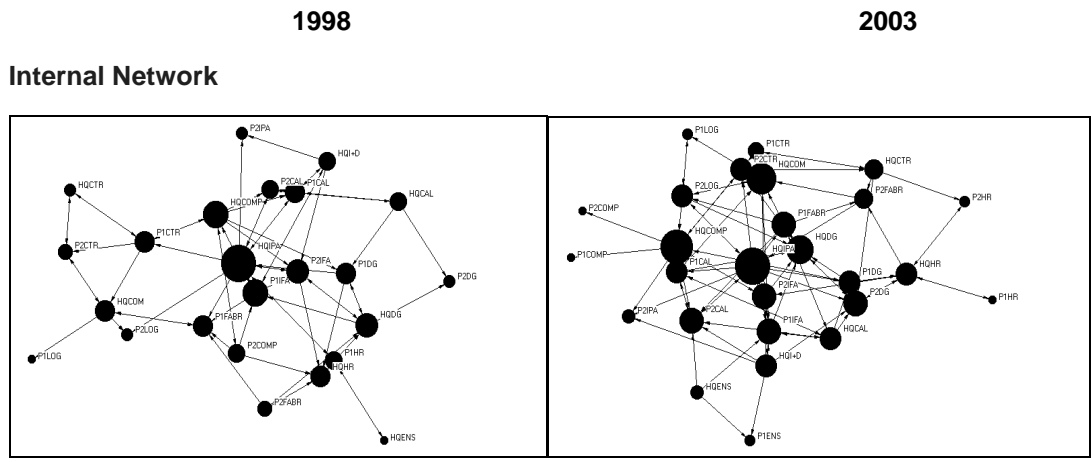 1998 2003
Internal Network
P2IPA
HQI+D
HQCTR
P2CAL
P1CAL
HQCAL
HQCOMP
P1CTR
P2CTR
HQIPA
P2IFA
P1DG
P2DG
P1IFA
HQCOM
P1FABR
HQDG
P2LOG
P2COMP
P1HR
P1LOG
HQHR
P2FABR
HQENS
P1LOG
P1CTR
P2CTR
HQCOM
HQCTR
P2LOG
P2FABR
P2HR
P2COMP
P1FABR
HQCOMP
HQDG
HQIPA
P1COMP
P1CAL
P1DG
HQHR
P2IFA
P2DG
P1HR
P2IPA
P2CAL
P1IFA
HQCAL
HQI+D
HQENS
P1ENS